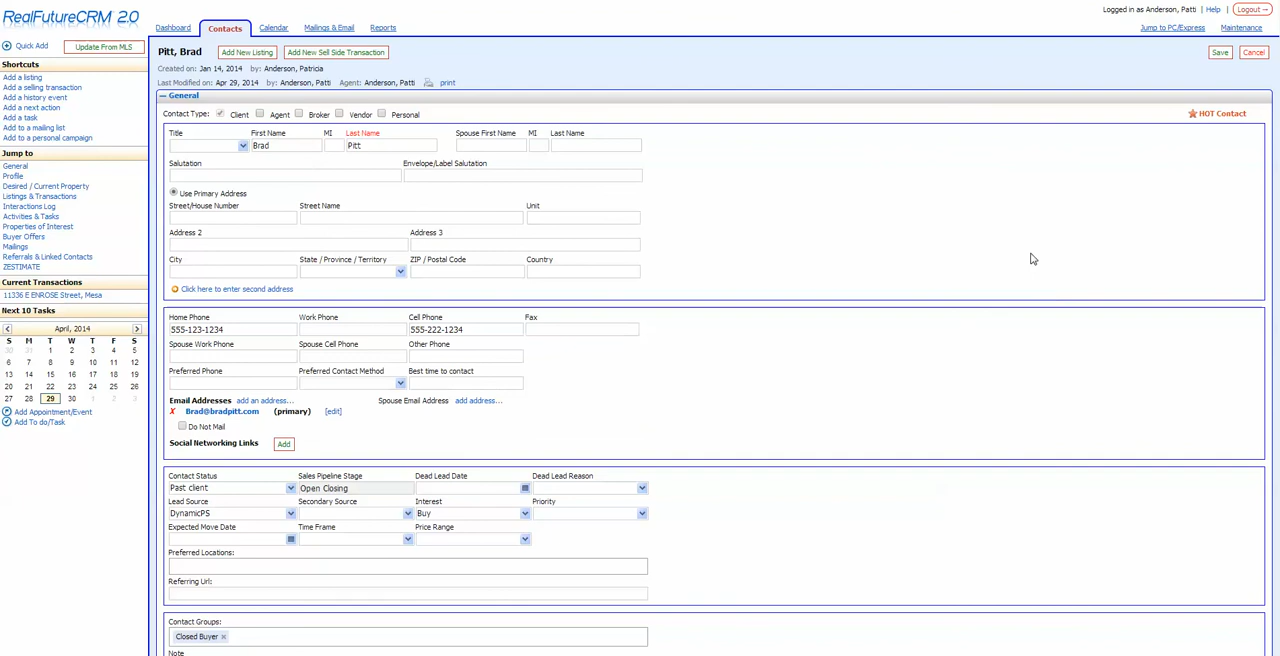 RealFutureCRM™ 2.0
Logged in as Anderson, Patti | Help | Logout →
Dashboard Contacts Calendar Mailings & Email Reports Jump to PC/Express Maintenance
Quick Add Update From MLS
Shortcuts
Add a listing
Add a selling transaction
Add a history event
Add a next action
Add a task
Add to a mailing list
Add to a personal campaign
Jump to
General
Profile
Desired / Current Property
Listings & Transactions
Interactions Log
Activities & Tasks
Properties of Interest
Buyer Offers
Mailings
Referrals & Linked Contacts
ZESTIMATE
Current Transactions
11336 E ENROSE Street, Mesa
Next 10 Tasks
April, 2014
S M T W T F S
30 31 1 2 3 4 5
6 7 8 9 10 11 12
13 14 15 16 17 18 19
20 21 22 23 24 25 26
27 28 29 30 1 2 3
Add Appointment/Event
Add To do/Task
Pitt, Brad Add New Listing Add New Sell Side Transaction Save Cancel
Created on: Jan 14, 2014 by: Anderson, Patricia
Last Modified on: Apr 29, 2014 by: Anderson, Patti Agent: Anderson, Patti print
General
Contact Type: Client Agent Broker Vendor Personal HOT Contact
Title First Name MI Last Name Spouse First Name MI Last Name
Brad Pitt
Salutation Envelope/Label Salutation
Use Primary Address
Street/House Number Street Name Unit
Address 2 Address 3
City State / Province / Territory ZIP / Postal Code Country
Click here to enter second address
Home Phone Work Phone Cell Phone Fax
555-123-1234 555-222-1234
Spouse Work Phone Spouse Cell Phone Other Phone
Preferred Phone Preferred Contact Method Best time to contact
Email Addresses add an address... Spouse Email Address add address...
X Brad@bradpitt.com (primary) [edit]
Do Not Mail
Social Networking Links Add
Contact Status Sales Pipeline Stage Dead Lead Date Dead Lead Reason
Past client Open Closing
Lead Source Secondary Source Interest Priority
DynamicPS Buy
Expected Move Date Time Frame Price Range
Preferred Locations:
Referring Url:
Contact Groups:
Closed Buyer ×
Note